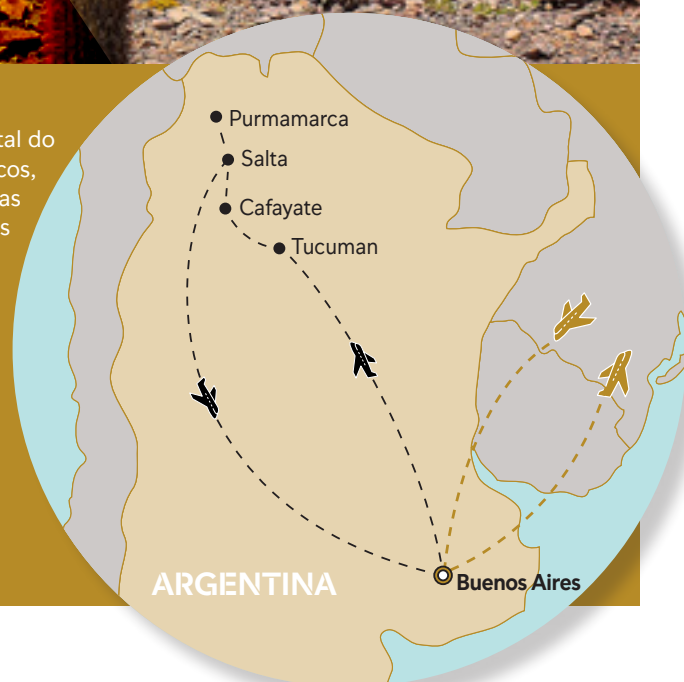 tal do
cos,
as
s
Purmamarca
Salta
Cafayate
Tucuman
ARGENTINA
Buenos Aires